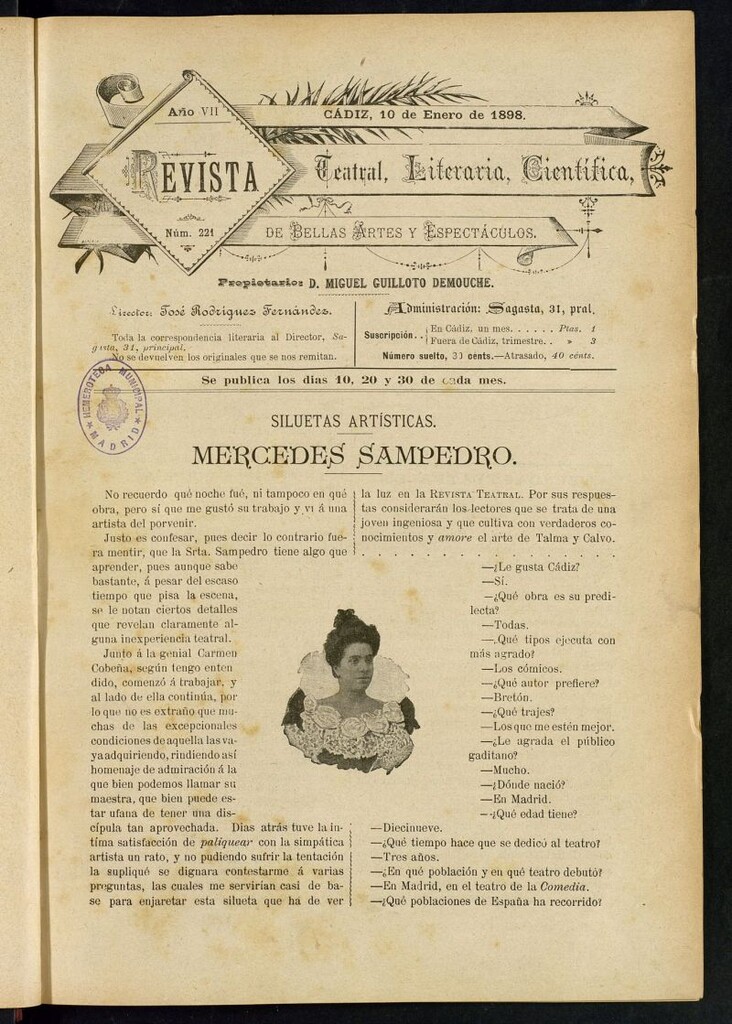 Año VII
CÁDIZ, 10 de Enero de 1898.
REVISTA
Teatral, Literaria, Científica,
Núm. 221
DE BELLAS ARTES Y ESPECTÁCULOS.
Propietario: D. MIGUEL GUILLOTO DEMOUCHE.
Director: José Rodríguez Fernández.
Toda la correspondencia literaria al Director, Sa-
gasta, 31, principal.
No se devuelven los originales que se nos remitan.
Administración: Sagasta, 31, pral.
Suscripción..
En Cádiz, un mes. . . . . . Ptas. 1
Fuera de Cádiz, trimestre. . » 3
Número suelto, 30 cents.—Atrasado, 40 cents.
Se publica los días 10, 20 y 30 de cada mes.
HEMEROTECA MUNICIPAL
MADRID
SILUETAS ARTÍSTICAS.
MERCEDES SAMPEDRO.
No recuerdo qué noche fué, ni tampoco en qué
obra, pero sí que me gustó su trabajo y vi á una
artista del porvenir.
Justo es confesar, pues decir lo contrario fue-
ra mentir, que la Srta. Sampedro tiene algo que
aprender, pues aunque sabe
bastante, á pesar del escaso
tiempo que pisa la escena,
se le notan ciertos detalles
que revelan claramente al-
guna inexperiencia teatral.
Junto á la genial Carmen
Cobeña, según tengo enten
dido, comenzó á trabajar, y
al lado de ella continúa, por
lo que no es extraño que mu-
chas de las excepcionales
condiciones de aquella las va-
ya adquiriendo, rindiendo así
homenaje de admiración á la
que bien podemos llamar su
maestra, que bien puede es-
tar ufana de tener una dis-
cípula tan aprovechada. Dias atrás tuve la ín-
tima satisfacción de paliquear con la simpática
artista un rato, y no pudiendo sufrir la tentación
la supliqué se dignara contestarme á varias
preguntas, las cuales me servirían casi de ba-
se para enjaretar esta silueta que ha de ver
la luz en la REVISTA TEATRAL. Por sus respues-
tas considerarán los lectores que se trata de una
joven ingeniosa y que cultiva con verdaderos co-
nocimientos y amore el arte de Talma y Calvo.
. . . . . . . . . . . . . . . . . .
—¿Le gusta Cádiz?
—Sí.
—¿Qué obra es su predi-
lecta?
—Todas.
—¿Qué tipos ejecuta con
más agrado?
—Los cómicos.
—¿Qué autor prefiere?
—Bretón.
—¿Qué trajes?
—Los que me estén mejor.
—¿Le agrada el público
gaditano?
—Mucho.
—¿Dónde nació?
—En Madrid.
—¿Qué edad tiene?
—Diecinueve.
—¿Qué tiempo hace que se dedicó al teatro?
—Tres años.
—¿En qué población y en qué teatro debutó?
—En Madrid, en el teatro de la Comedia.
—¿Qué poblaciones de España ha recorrido?